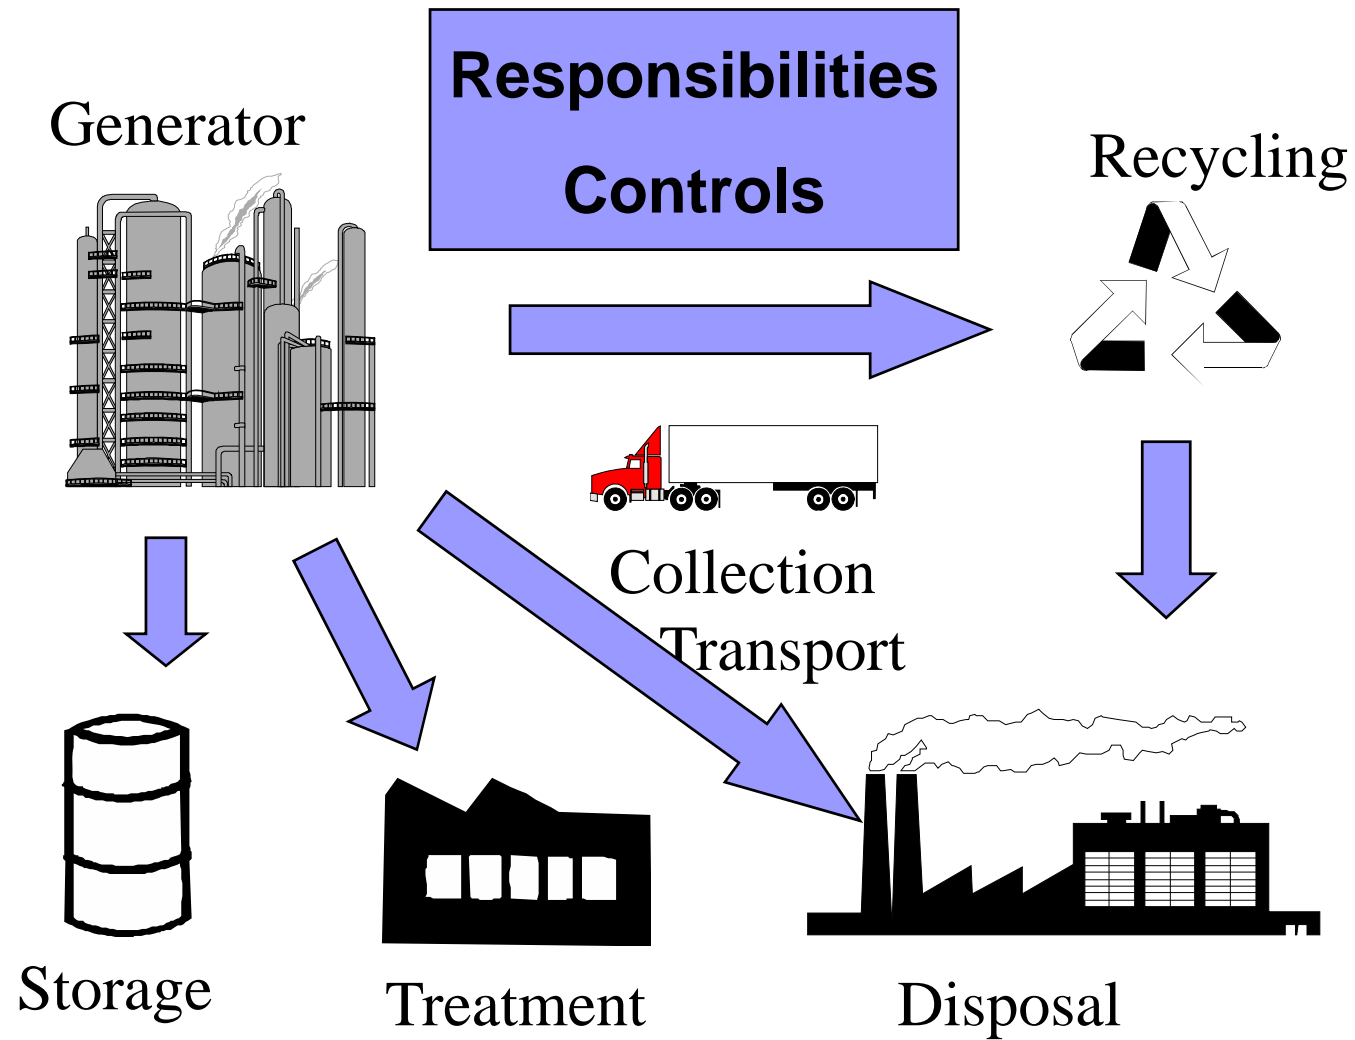 Responsibilities
Controls
Generator
Recycling
Collection
Transport
Storage
Treatment
Disposal